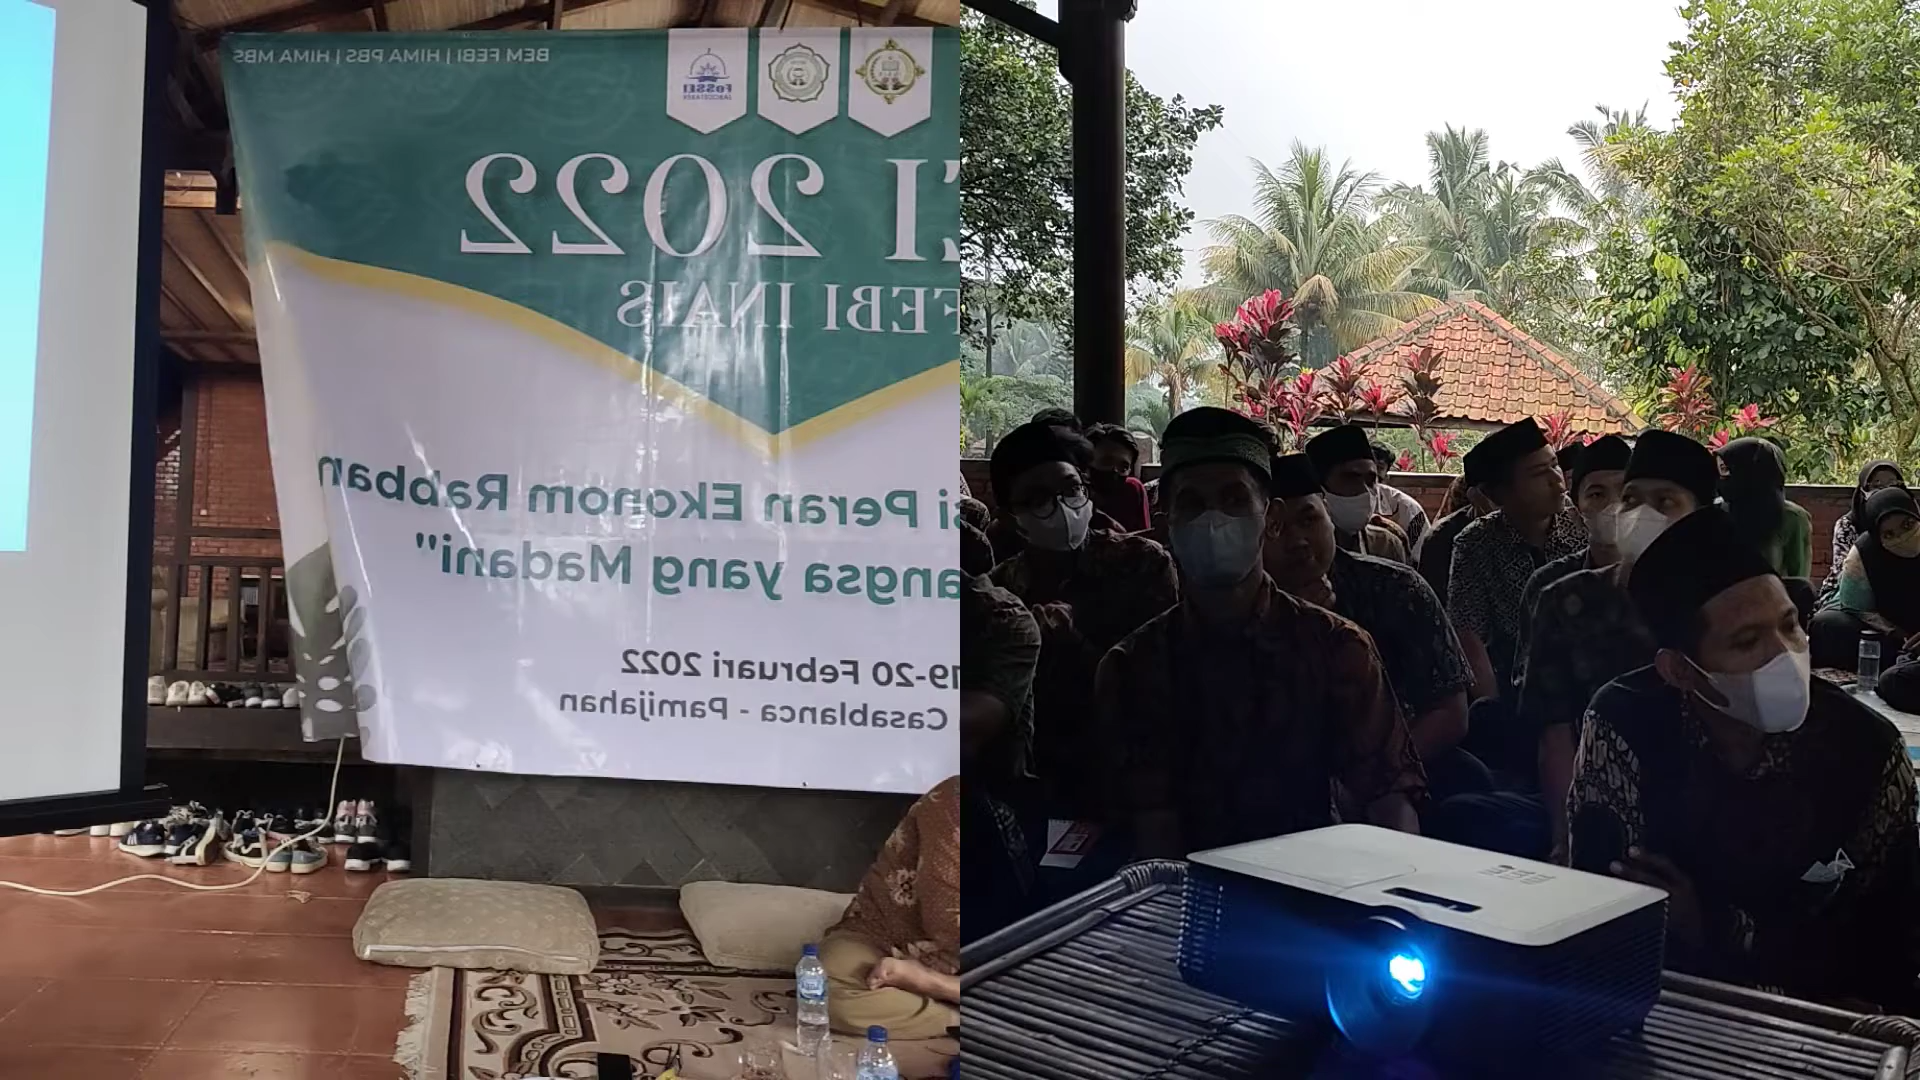 BEM FEBI | HIMA PBS | HIMA MBS
FoSSEI
I 2022
FEBI INAIS
si Peran Ekonom Rabban
angsa yang Madani"
19-20 Februari 2022
Casablanca - Pamijahan